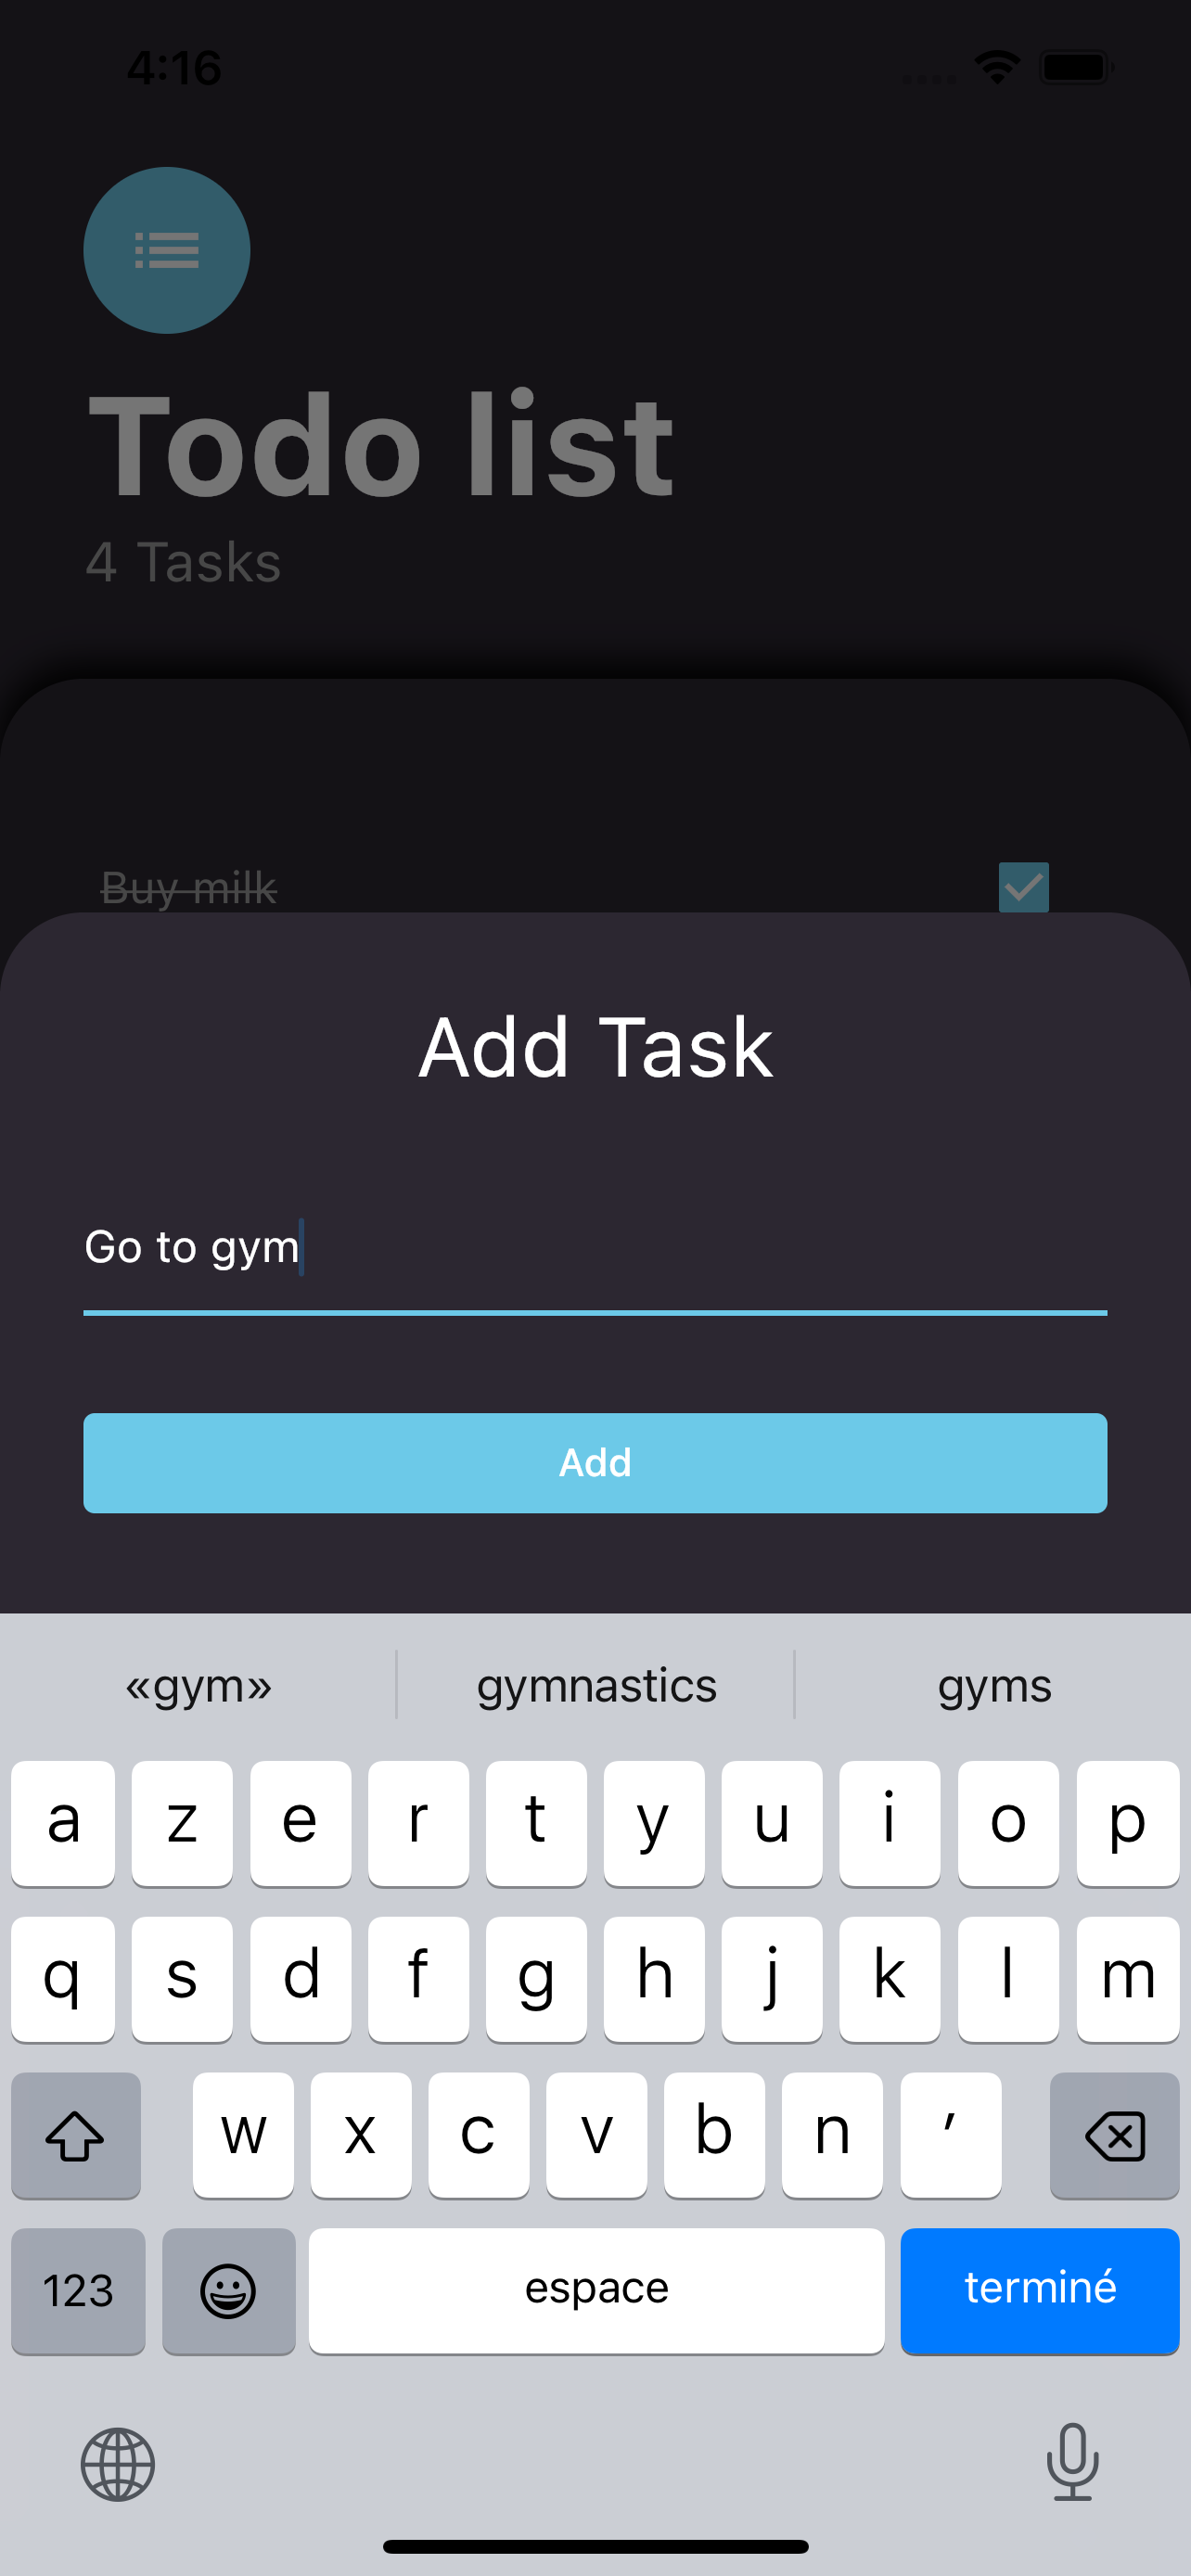 4:16
Todo list
4 Tasks
Buy milk
Add Task
Go to gym
Add
«gym» gymnastics gyms
a z e r t y u i o p
q s d f g h j k l m
w x c v b n ’
123 espace terminé